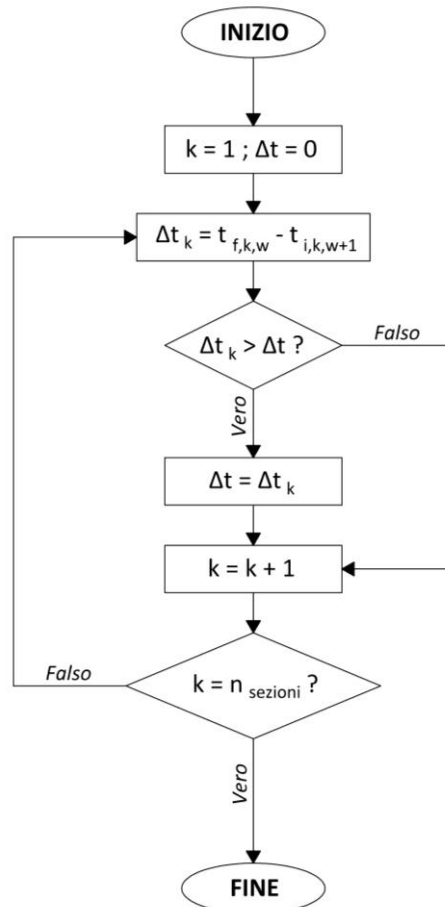 INIZIO
k = 1 ; Δt = 0
Δt k = t f,k,w - t i,k,w+1
Δt k > Δt ?
Falso
Vero
Δt = Δt k
k = k + 1
Falso
k = n sezioni ?
Vero
FINE